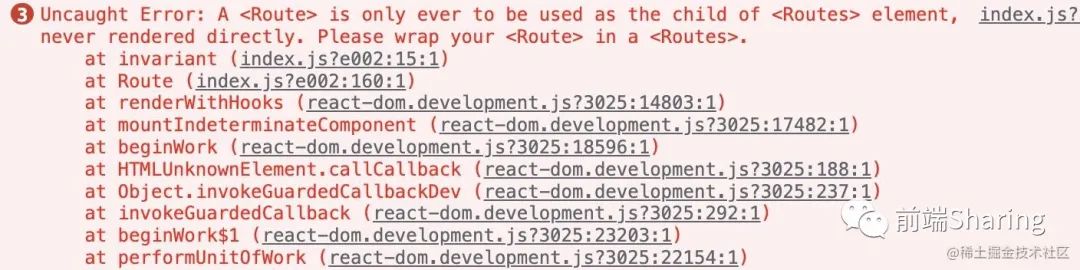 3 Uncaught Error: A <Route> is only ever to be used as the child of <Routes> element, index.js?
never rendered directly. Please wrap your <Route> in a <Routes>.
at invariant (index.js?e002:15:1)
at Route (index.js?e002:160:1)
at renderWithHooks (react-dom.development.js?3025:14803:1)
at mountIndeterminateComponent (react-dom.development.js?3025:17482:1)
at beginWork (react-dom.development.js?3025:18596:1)
at HTMLUnknownElement.callCallback (react-dom.development.js?3025:188:1)
at Object.invokeGuardedCallbackDev (react-dom.development.js?3025:237:1)
at invokeGuardedCallback (react-dom.development.js?3025:292:1)
at beginWork$1 (react-dom.development.js?3025:23203:1)
at performUnitOfWork (react-dom.development.js?3025:22154:1)
前端Sharing
@稀土掘金技术社区